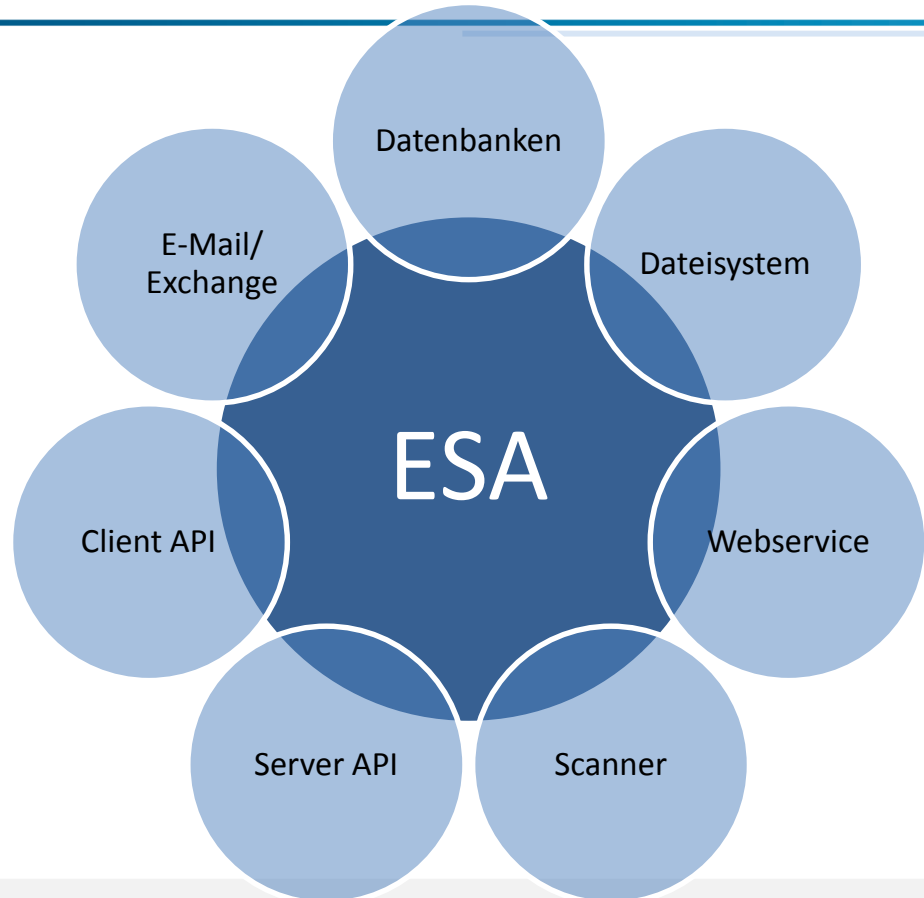 Datenbanken
E-Mail/
Exchange
Dateisystem
ESA
Client API
Webservice
Server API
Scanner